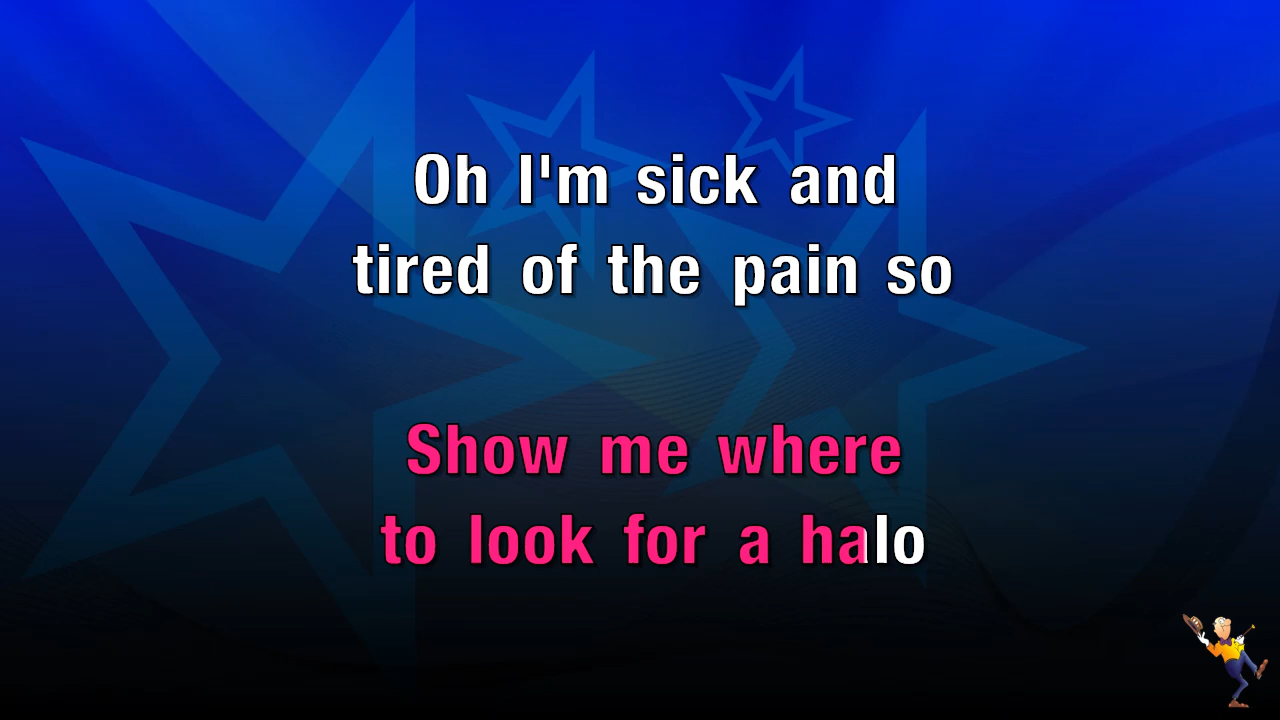 Oh I'm sick and
tired of the pain so
Show me where
to look for a halo